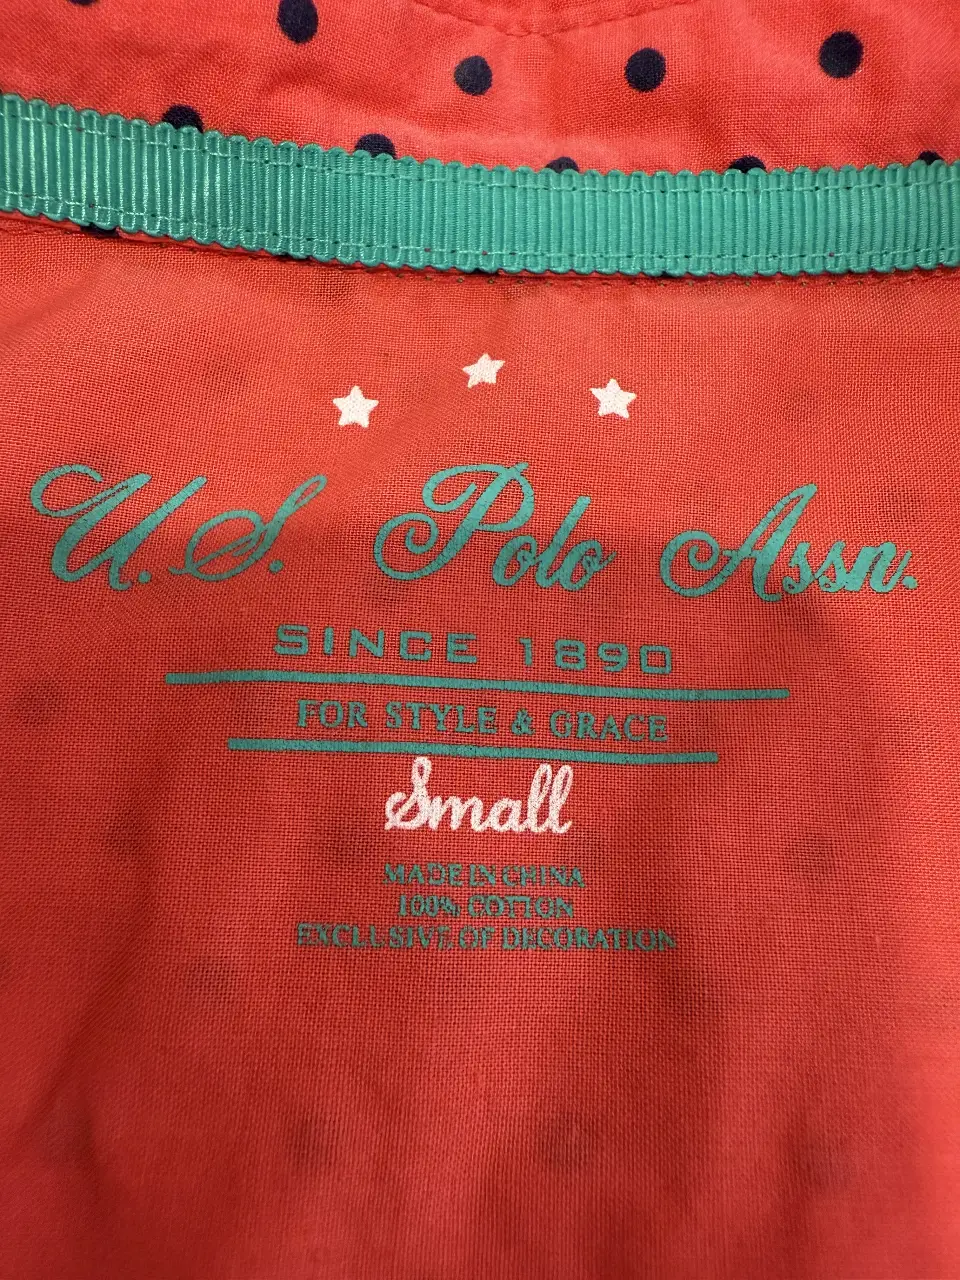 U.S. Polo Assn.
SINCE 1890
FOR STYLE & GRACE
Small
MADE IN CHINA
100% COTTON
EXCLUSIVE OF DECORATION